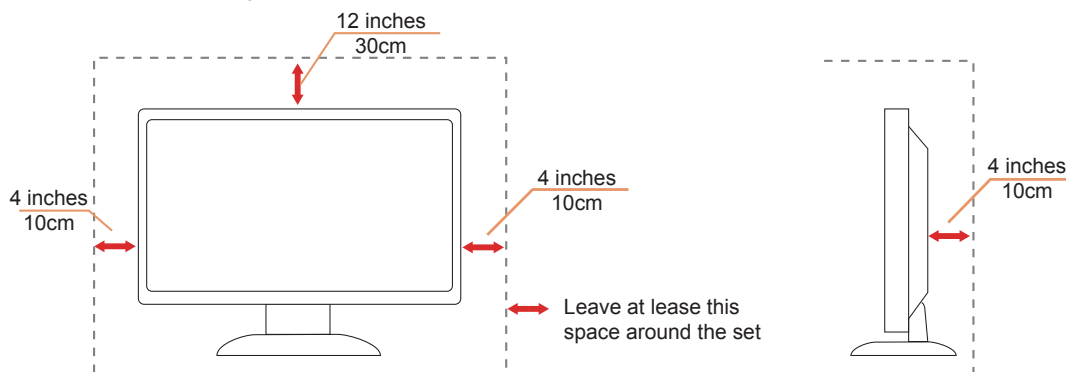 12 inches
30cm
4 inches
10cm
4 inches
10cm
4 inches
10cm
Leave at lease this
space around the set